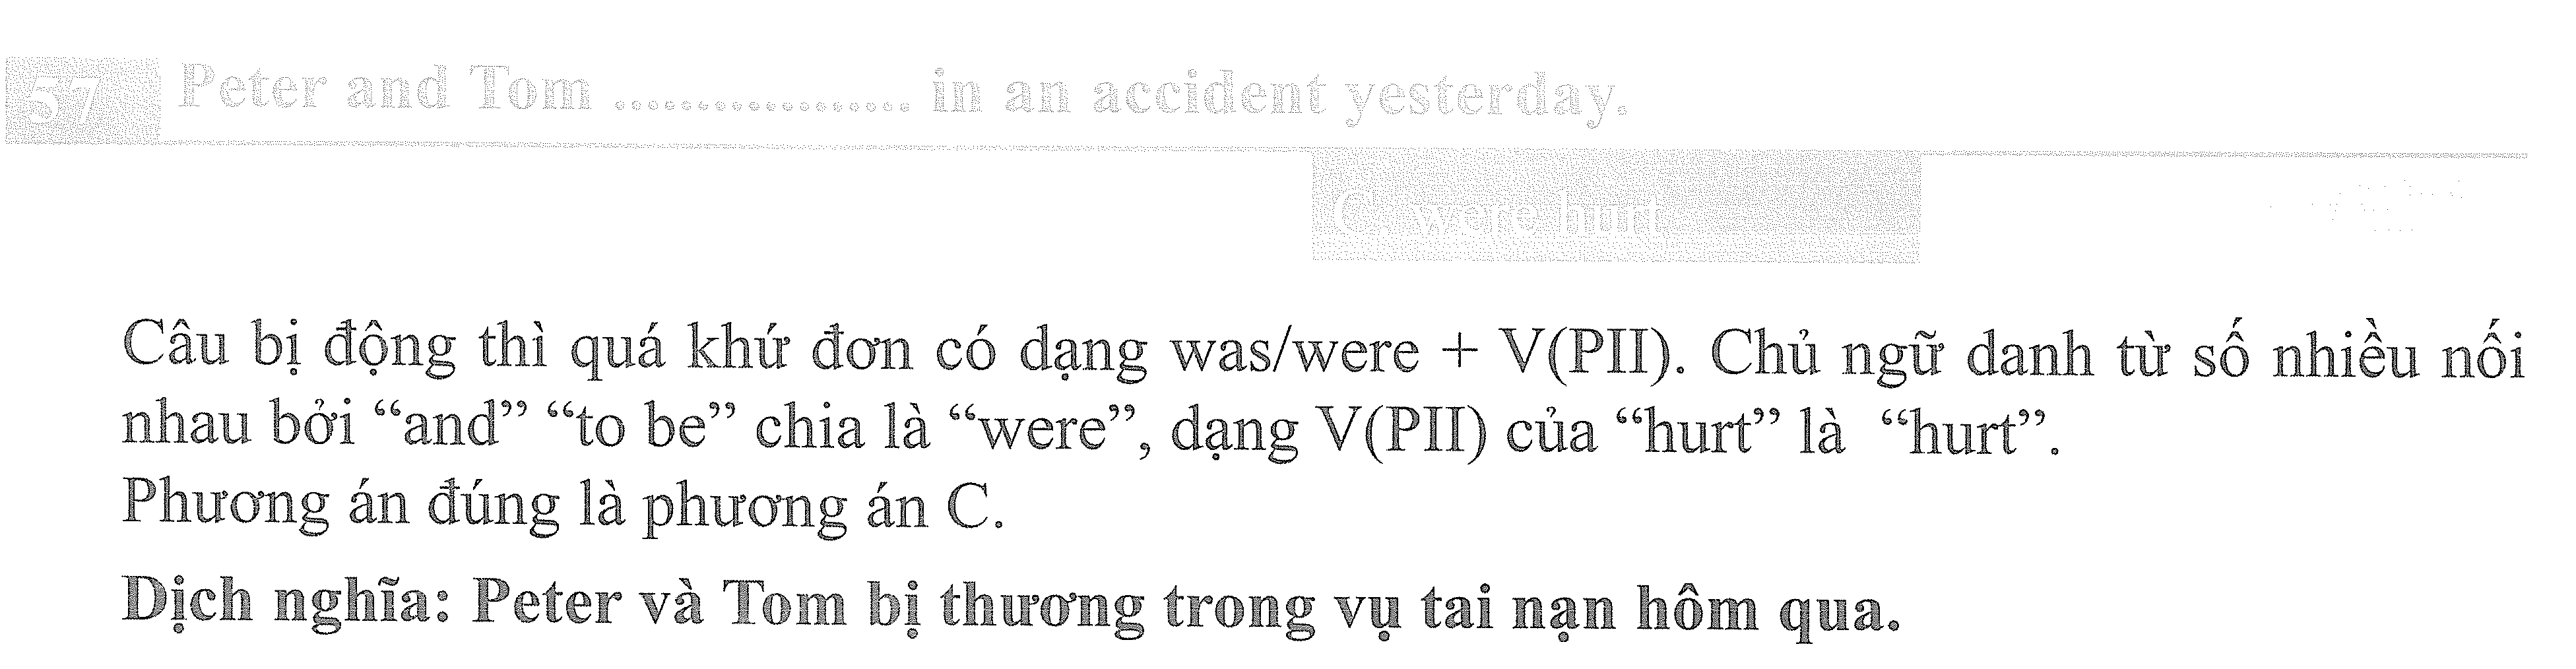 57 Peter and Tom ................... in an accident yesterday.
C. were hurt
Câu bị động thì quá khứ đơn có dạng was/were + V(PII). Chủ ngữ danh từ số nhiều nối
nhau bởi “and” “to be” chia là “were”, dạng V(PII) của “hurt” là “hurt”.
Phương án đúng là phương án C.
Dịch nghĩa: Peter và Tom bị thương trong vụ tai nạn hôm qua.